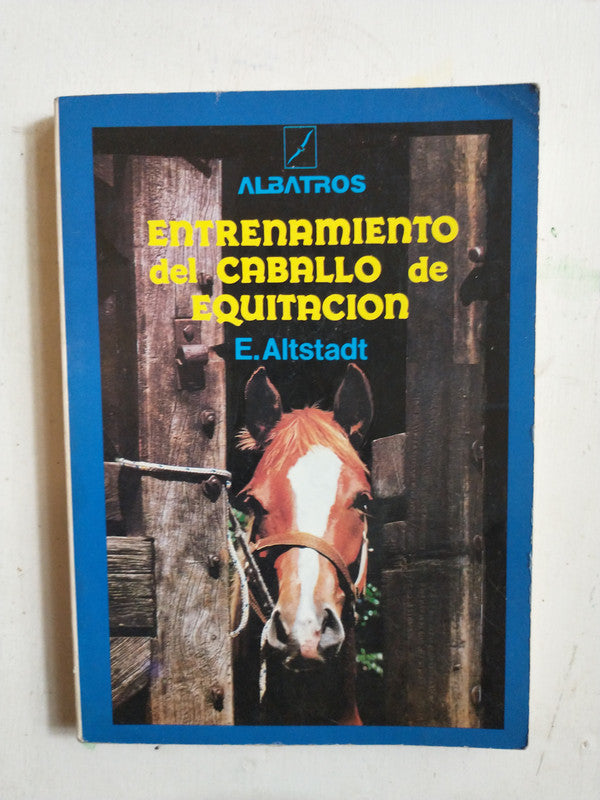 ALBATROS
ENTRENAMIENTO
del CABALLO de
EQUITACION
E.Altstadt